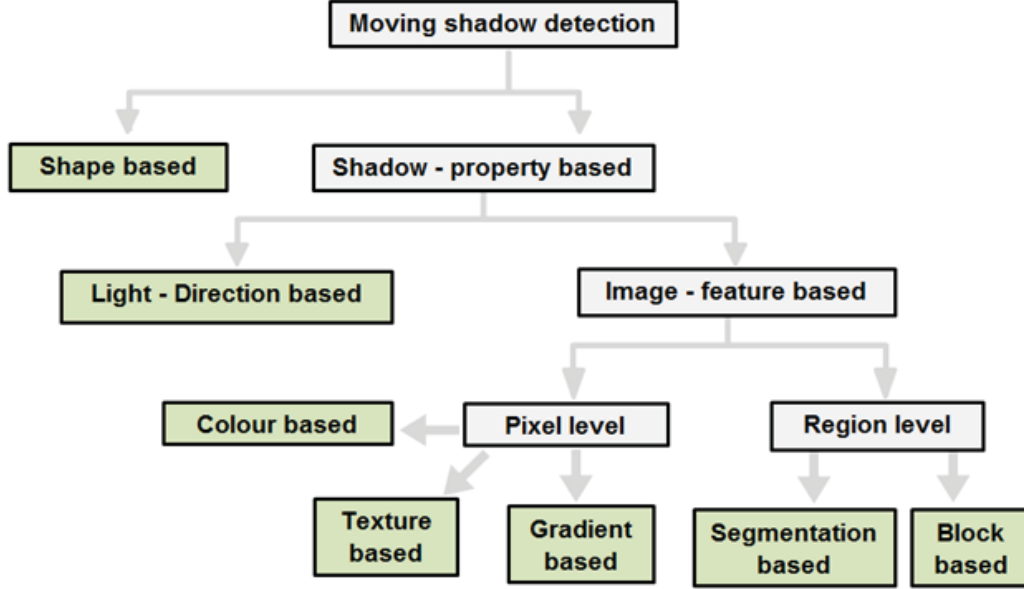 Moving shadow detection
Shape based
Shadow - property based
Light - Direction based
Image - feature based
Colour based
Pixel level
Region level
Texture
based
Gradient
based
Segmentation
based
Block
based